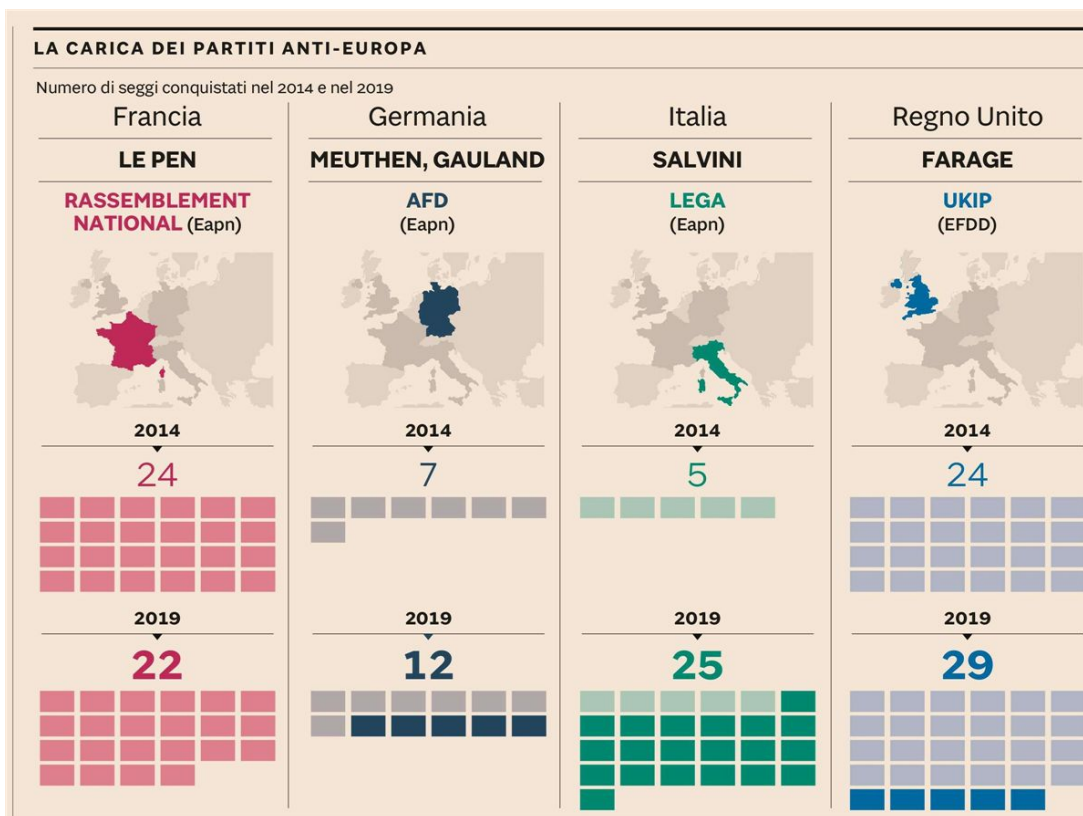 LA CARICA DEI PARTITI ANTI-EUROPA
Numero di seggi conquistati nel 2014 e nel 2019
Francia
LE PEN
RASSEMBLEMENT
NATIONAL (Eapn)
2014
24
2019
22
Germania
MEUTHEN, GAULAND
AFD
(Eapn)
2014
7
2019
12
Italia
SALVINI
LEGA
(Eapn)
2014
5
2019
25
Regno Unito
FARAGE
UKIP
(EFDD)
2014
24
2019
29